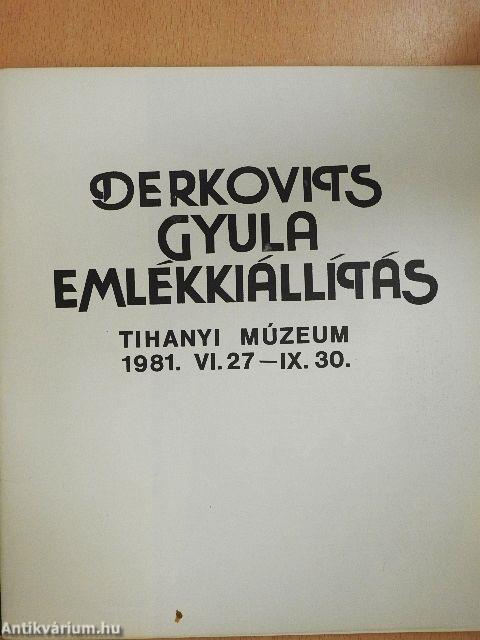 DERKOVITS
GYULA
EMLÉKKIÁLLÍTÁS
TIHANYI MÚZEUM
1981. VI. 27—IX. 30.
Antikvárium.hu